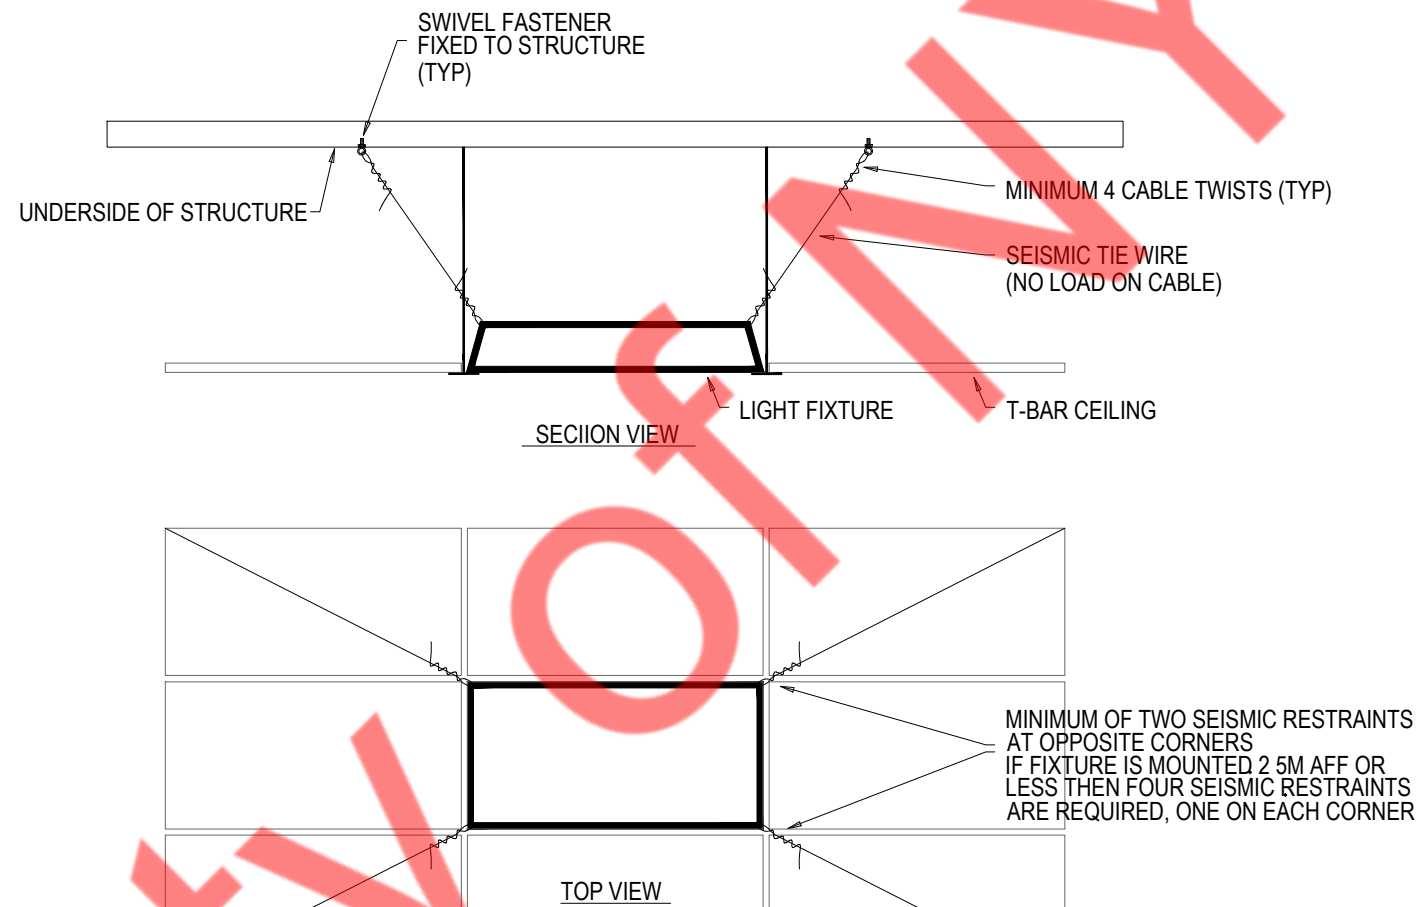 SWIVEL FASTENER
FIXED TO STRUCTURE
(TYP)
UNDERSIDE OF STRUCTURE
MINIMUM 4 CABLE TWISTS (TYP)
SEISMIC TIE WIRE
(NO LOAD ON CABLE)
LIGHT FIXTURE
T-BAR CEILING
SECIION VIEW
MINIMUM OF TWO SEISMIC RESTRAINTS
AT OPPOSITE CORNERS
IF FIXTURE IS MOUNTED 2 5M AFF OR
LESS THEN FOUR SEISMIC RESTRAINTS
ARE REQUIRED, ONE ON EACH CORNER
TOP VIEW
of